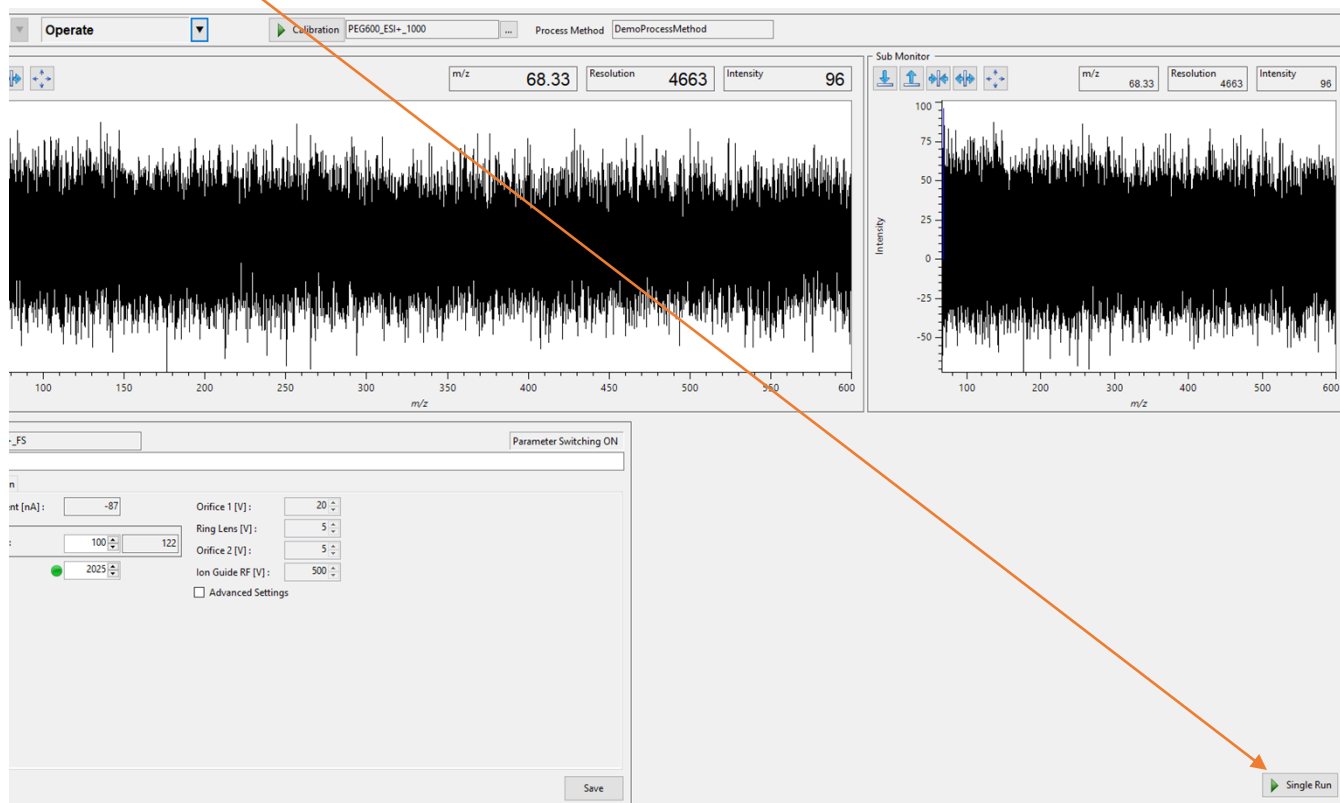 Operate
Calibration PEG600_ESI+_1000 ... Process Method DemoProcessMethod
m/z 68.33 Resolution 4663 Intensity 96
100 150 200 250 300 350 400 450 500 550 600
m/z
Sub Monitor
m/z 68.33 Resolution 4663 Intensity 96
100
75
50
25
0
-25
-50
Intensity
100 200 300 400 500 600
m/z
+_FS Parameter Switching ON
n
ent [nA] : -87
: 100 122
2025
Orifice 1 [V] : 20
Ring Lens [V] : 5
Orifice 2 [V] : 5
Ion Guide RF [V] : 500
Advanced Settings
Save
Single Run